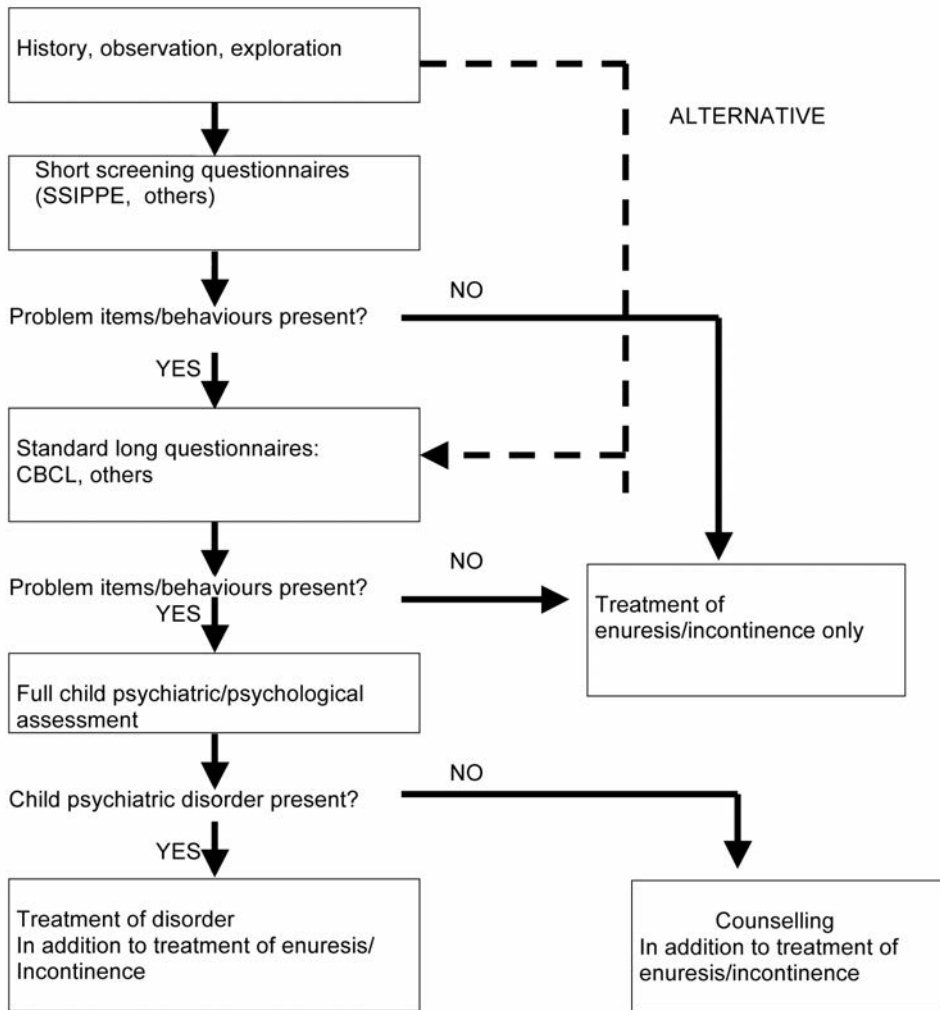 History, observation, exploration
ALTERNATIVE
Short screening questionnaires
(SSIPPE, others)
NO
Problem items/behaviours present?
YES
Standard long questionnaires:
CBCL, others
NO
Problem items/behaviours present?
YES
Treatment of
enuresis/incontinence only
Full child psychiatric/psychological
assessment
NO
Child psychiatric disorder present?
YES
Treatment of disorder
In addition to treatment of enuresis/
Incontinence
Counselling
In addition to treatment of
enuresis/incontinence